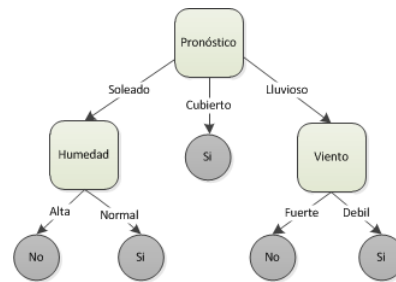 Pronóstico
Soleado
Cubierto
Lluvioso
Humedad
Si
Viento
Alta
Normal
Fuerte
Debil
No
Si
No
Si